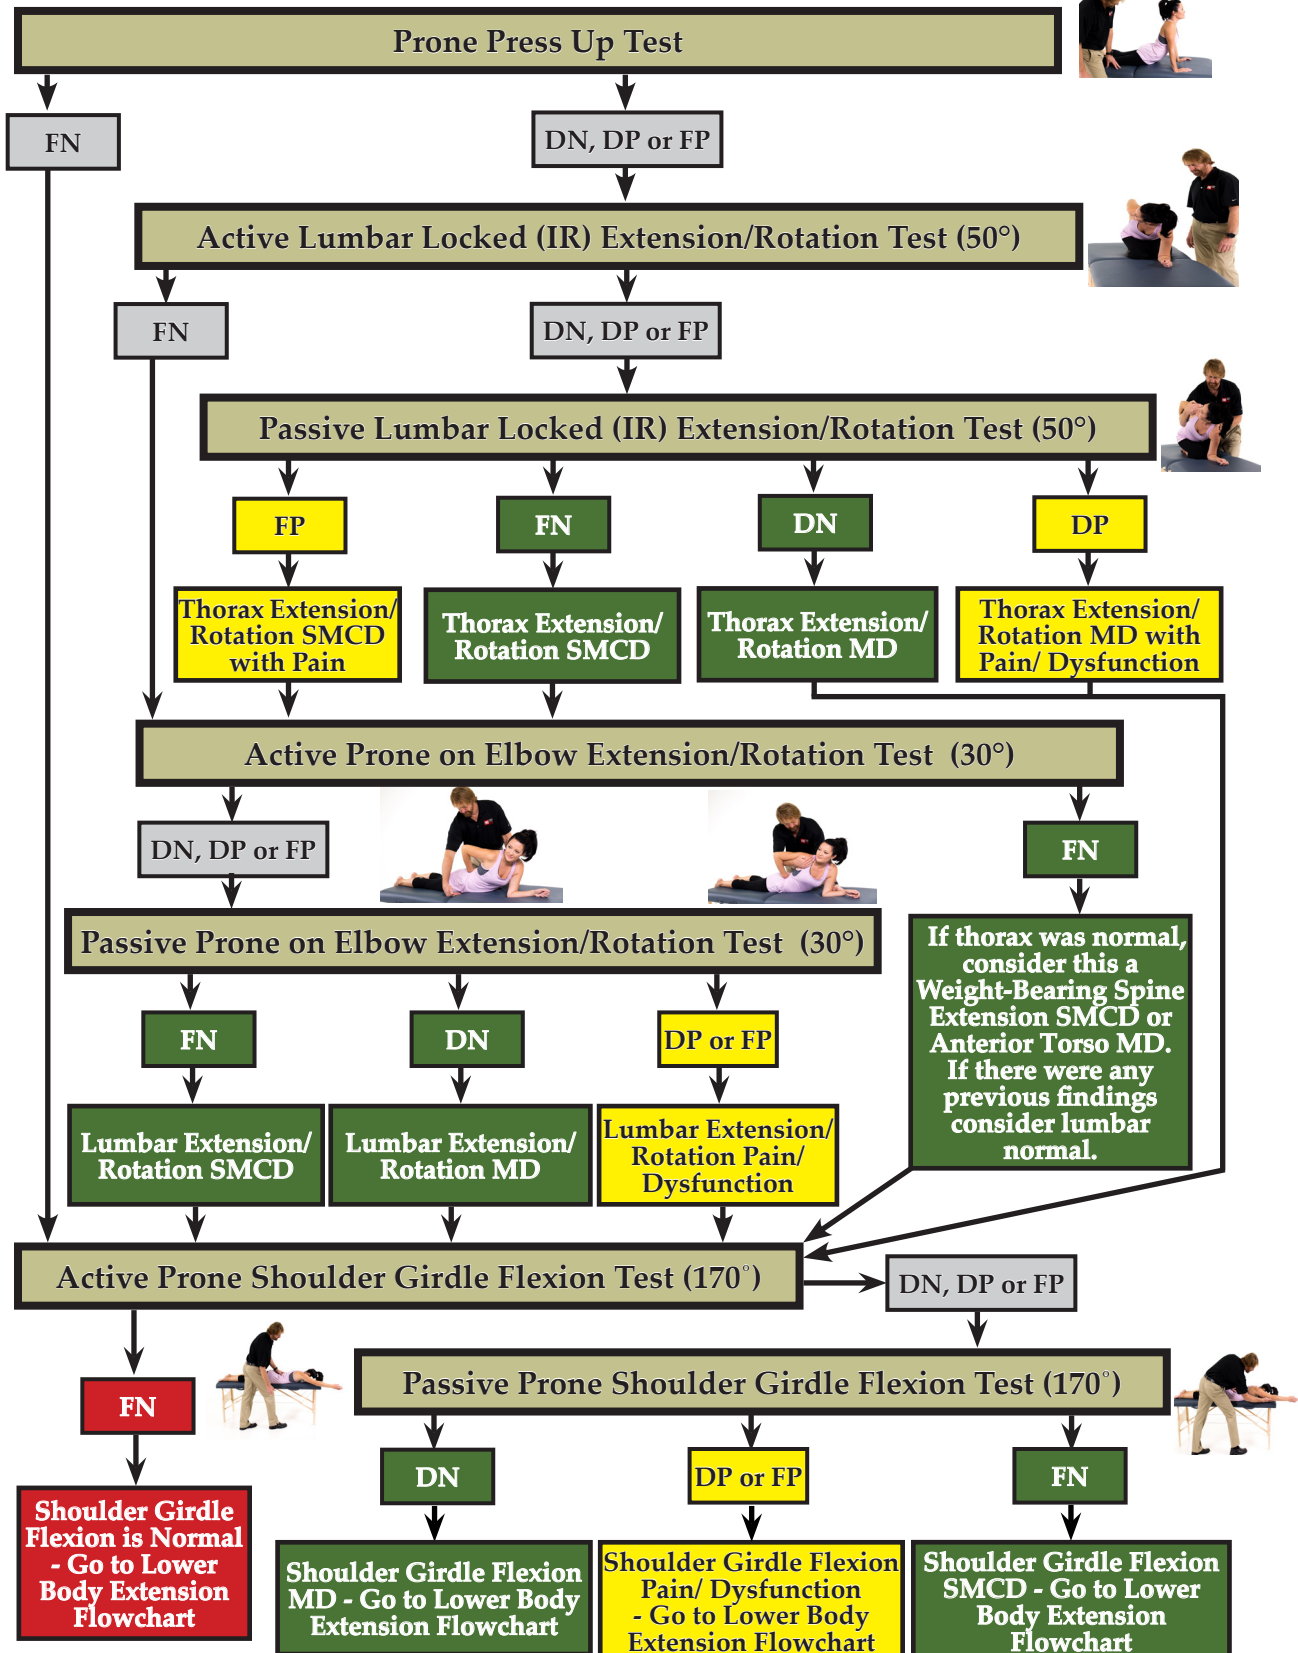 Prone Press Up Test
FN
DN, DP or FP
Active Lumbar Locked (IR) Extension/Rotation Test (50°)
FN
DN, DP or FP
Passive Lumbar Locked (IR) Extension/Rotation Test (50°)
FP
FN
DN
DP
Thorax Extension/
Rotation SMCD
with Pain
Thorax Extension/
Rotation SMCD
Thorax Extension/
Rotation MD
Thorax Extension/
Rotation MD with
Pain/ Dysfunction
Active Prone on Elbow Extension/Rotation Test (30°)
DN, DP or FP
FN
Passive Prone on Elbow Extension/Rotation Test (30°)
If thorax was normal,
consider this a
Weight-Bearing Spine
Extension SMCD or
Anterior Torso MD.
If there were any
previous findings
consider lumbar
normal.
FN
DN
DP or FP
Lumbar Extension/
Rotation SMCD
Lumbar Extension/
Rotation MD
Lumbar Extension/
Rotation Pain/
Dysfunction
Active Prone Shoulder Girdle Flexion Test (170°)
DN, DP or FP
FN
Passive Prone Shoulder Girdle Flexion Test (170°)
DN
DP or FP
FN
Shoulder Girdle
Flexion is Normal
- Go to Lower
Body Extension
Flowchart
Shoulder Girdle Flexion
MD - Go to Lower Body
Extension Flowchart
Shoulder Girdle Flexion
Pain/ Dysfunction
- Go to Lower Body
Extension Flowchart
Shoulder Girdle Flexion
SMCD - Go to Lower
Body Extension
Flowchart